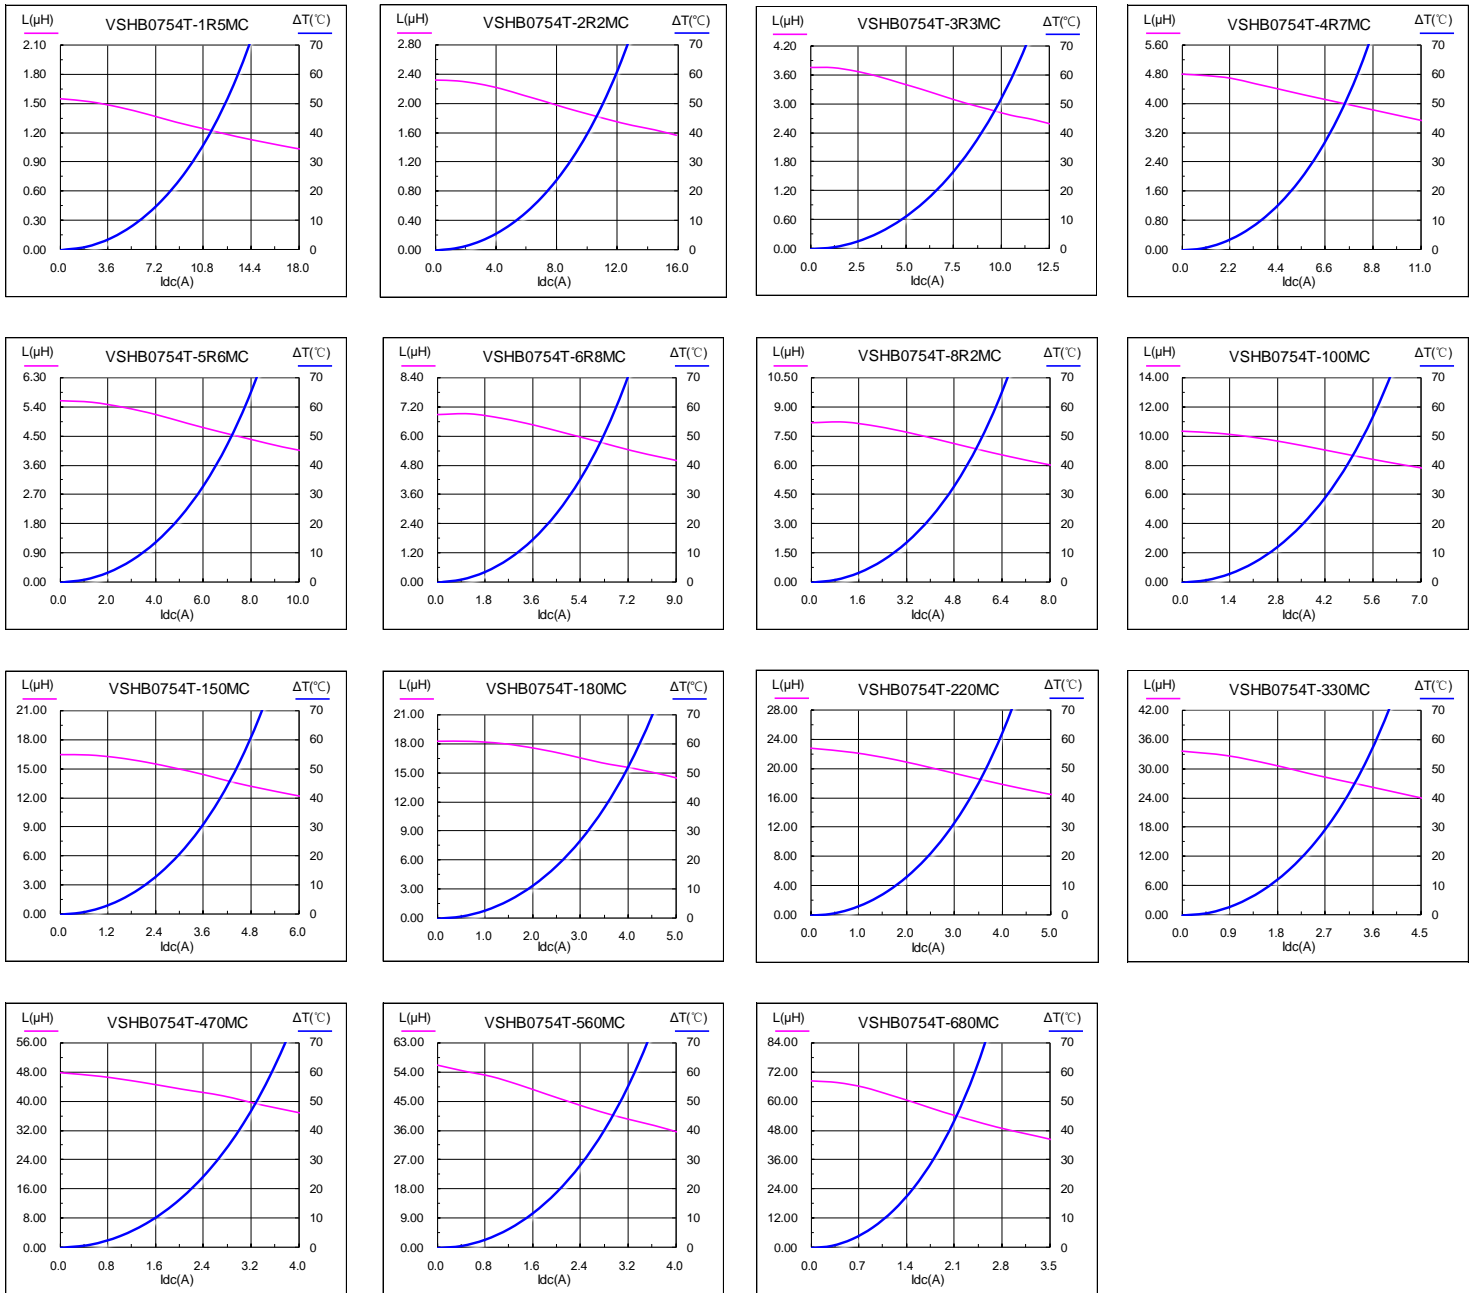 L(μH) VSHB0754T-1R5MC ΔT(℃)
2.10 70
1.80 60
1.50 50
1.20 40
0.90 30
0.60 20
0.30 10
0.00 0
0.0 3.6 7.2 10.8 14.4 18.0
Idc(A)
L(μH) VSHB0754T-2R2MC ΔT(℃)
2.80 70
2.40 60
2.00 50
1.60 40
1.20 30
0.80 20
0.40 10
0.00 0
0.0 4.0 8.0 12.0 16.0
Idc(A)
L(μH) VSHB0754T-3R3MC ΔT(℃)
4.20 70
3.60 60
3.00 50
2.40 40
1.80 30
1.20 20
0.60 10
0.00 0
0.0 2.5 5.0 7.5 10.0 12.5
Idc(A)
L(μH) VSHB0754T-4R7MC ΔT(℃)
5.60 70
4.80 60
4.00 50
3.20 40
2.40 30
1.60 20
0.80 10
0.00 0
0.0 2.2 4.4 6.6 8.8 11.0
Idc(A)
L(μH) VSHB0754T-5R6MC ΔT(℃)
6.30 70
5.40 60
4.50 50
3.60 40
2.70 30
1.80 20
0.90 10
0.00 0
0.0 2.0 4.0 6.0 8.0 10.0
Idc(A)
L(μH) VSHB0754T-6R8MC ΔT(℃)
8.40 70
7.20 60
6.00 50
4.80 40
3.60 30
2.40 20
1.20 10
0.00 0
0.0 1.8 3.6 5.4 7.2 9.0
Idc(A)
L(μH) VSHB0754T-8R2MC ΔT(℃)
10.50 70
9.00 60
7.50 50
6.00 40
4.50 30
3.00 20
1.50 10
0.00 0
0.0 1.6 3.2 4.8 6.4 8.0
Idc(A)
L(μH) VSHB0754T-100MC ΔT(℃)
14.00 70
12.00 60
10.00 50
8.00 40
6.00 30
4.00 20
2.00 10
0.00 0
0.0 1.4 2.8 4.2 5.6 7.0
Idc(A)
L(μH) VSHB0754T-150MC ΔT(℃)
21.00 70
18.00 60
15.00 50
12.00 40
9.00 30
6.00 20
3.00 10
0.00 0
0.0 1.2 2.4 3.6 4.8 6.0
Idc(A)
L(μH) VSHB0754T-180MC ΔT(℃)
21.00 70
18.00 60
15.00 50
12.00 40
9.00 30
6.00 20
3.00 10
0.00 0
0.0 1.0 2.0 3.0 4.0 5.0
Idc(A)
L(μH) VSHB0754T-220MC ΔT(℃)
28.00 70
24.00 60
20.00 50
16.00 40
12.00 30
8.00 20
4.00 10
0.00 0
0.0 1.0 2.0 3.0 4.0 5.0
Idc(A)
L(μH) VSHB0754T-330MC ΔT(℃)
42.00 70
36.00 60
30.00 50
24.00 40
18.00 30
12.00 20
6.00 10
0.00 0
0.0 0.9 1.8 2.7 3.6 4.5
Idc(A)
L(μH) VSHB0754T-470MC ΔT(℃)
56.00 70
48.00 60
40.00 50
32.00 40
24.00 30
16.00 20
8.00 10
0.00 0
0.0 0.8 1.6 2.4 3.2 4.0
Idc(A)
L(μH) VSHB0754T-560MC ΔT(℃)
63.00 70
54.00 60
45.00 50
36.00 40
27.00 30
18.00 20
9.00 10
0.00 0
0.0 0.8 1.6 2.4 3.2 4.0
Idc(A)
L(μH) VSHB0754T-680MC ΔT(℃)
84.00 70
72.00 60
60.00 50
48.00 40
36.00 30
24.00 20
12.00 10
0.00 0
0.0 0.7 1.4 2.1 2.8 3.5
Idc(A)